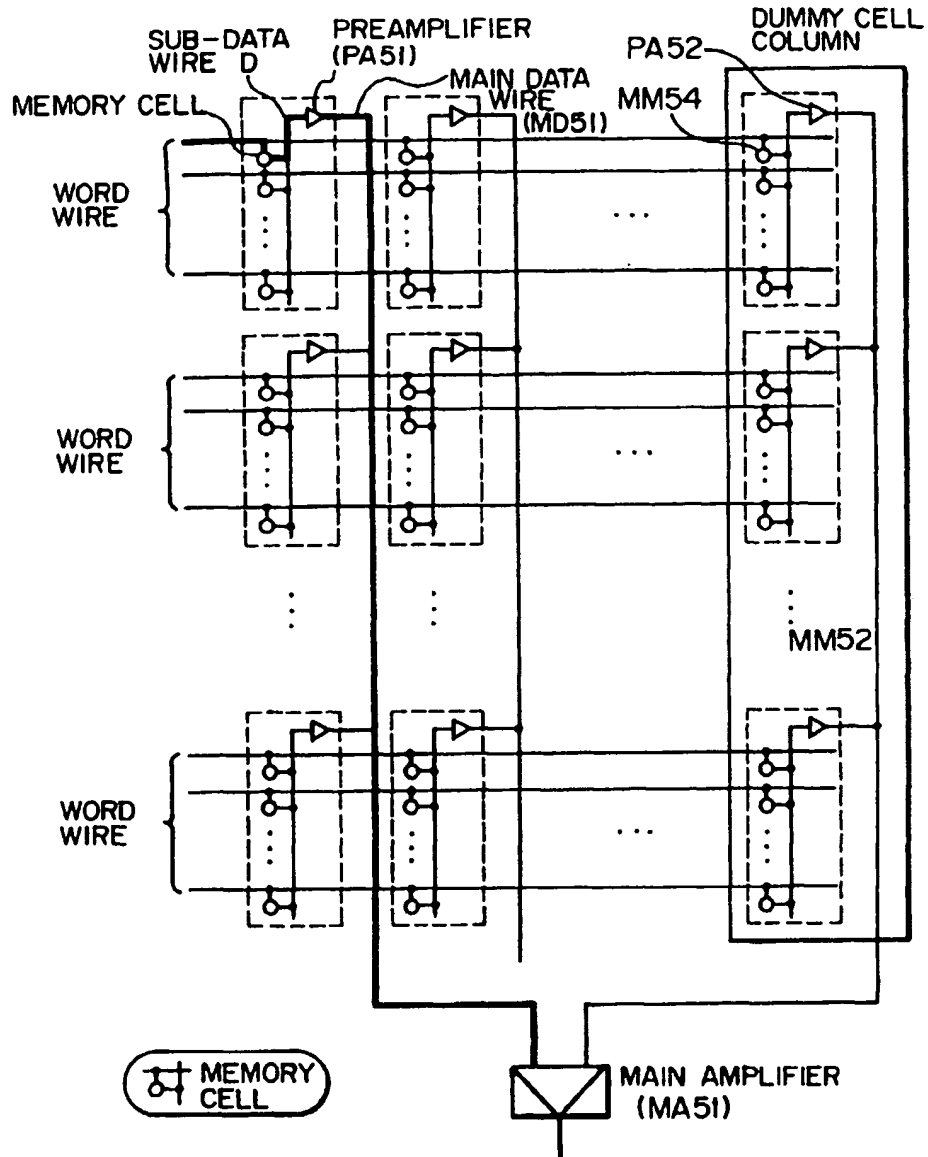 SUB-DATA
WIRE D
PREAMPLIFIER
(PA51)
MAIN DATA
WIRE
(MD51)
MEMORY CELL
DUMMY CELL
COLUMN
PA52
MM54
WORD
WIRE
WORD
WIRE
MM52
WORD
WIRE
MEMORY
CELL
MAIN AMPLIFIER
(MA51)